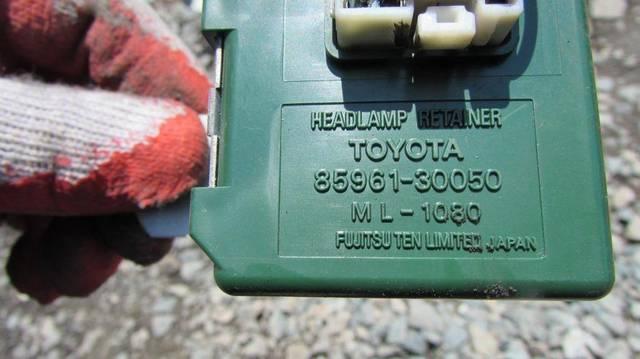 HEADLAMP RETAINER
TOYOTA
85961-30050
ML-1080
FUJITSU TEN LIMITED, JAPAN